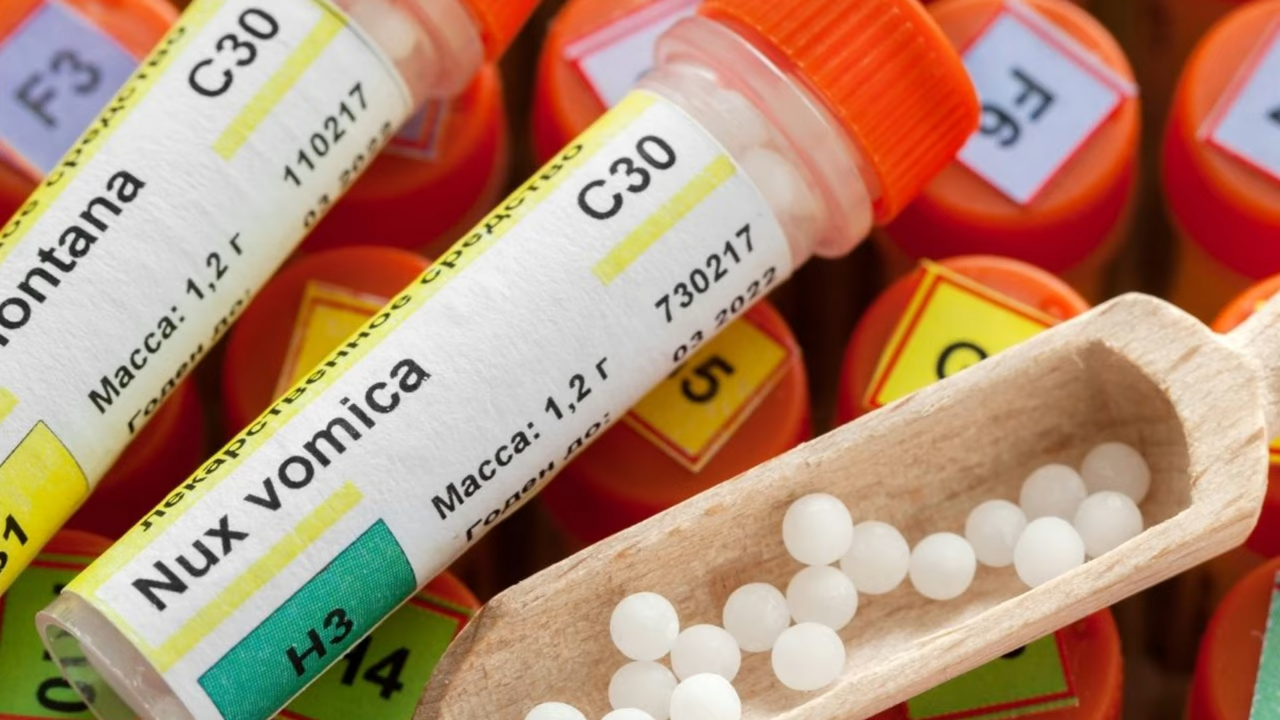 F3
C30
110217
03 2022
Масса: 1,2 г
Годен до:
лекарственное средство
C30
730217
03 2022
Nux vomica
Масса: 1,2 г
Годен до:
H3
F6
5
14